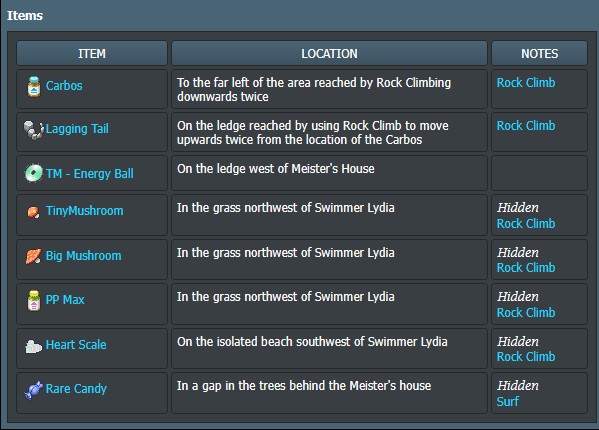 Items
ITEM LOCATION NOTES
Carbos To the far left of the area reached by Rock Climbing Rock Climb
downwards twice
Lagging Tail On the ledge reached by using Rock Climb to move Rock Climb
upwards twice from the location of the Carbos
TM - Energy Ball On the ledge west of Meister's House
TinyMushroom In the grass northwest of Swimmer Lydia Hidden
Rock Climb
Big Mushroom In the grass northwest of Swimmer Lydia Hidden
Rock Climb
PP Max In the grass northwest of Swimmer Lydia Hidden
Rock Climb
Heart Scale On the isolated beach southwest of Swimmer Lydia Hidden
Rock Climb
Rare Candy In a gap in the trees behind the Meister's house Hidden
Surf